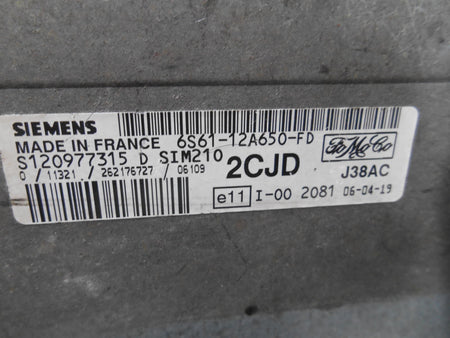 SIEMENS
MADE IN FRANCE 6S61-12A650-FD
S120977315 D SIM210 2CJD FoMoCo
0 / 11321 / 262176727 / 06109 J38AC
e11 I-00 2081 06-04-19